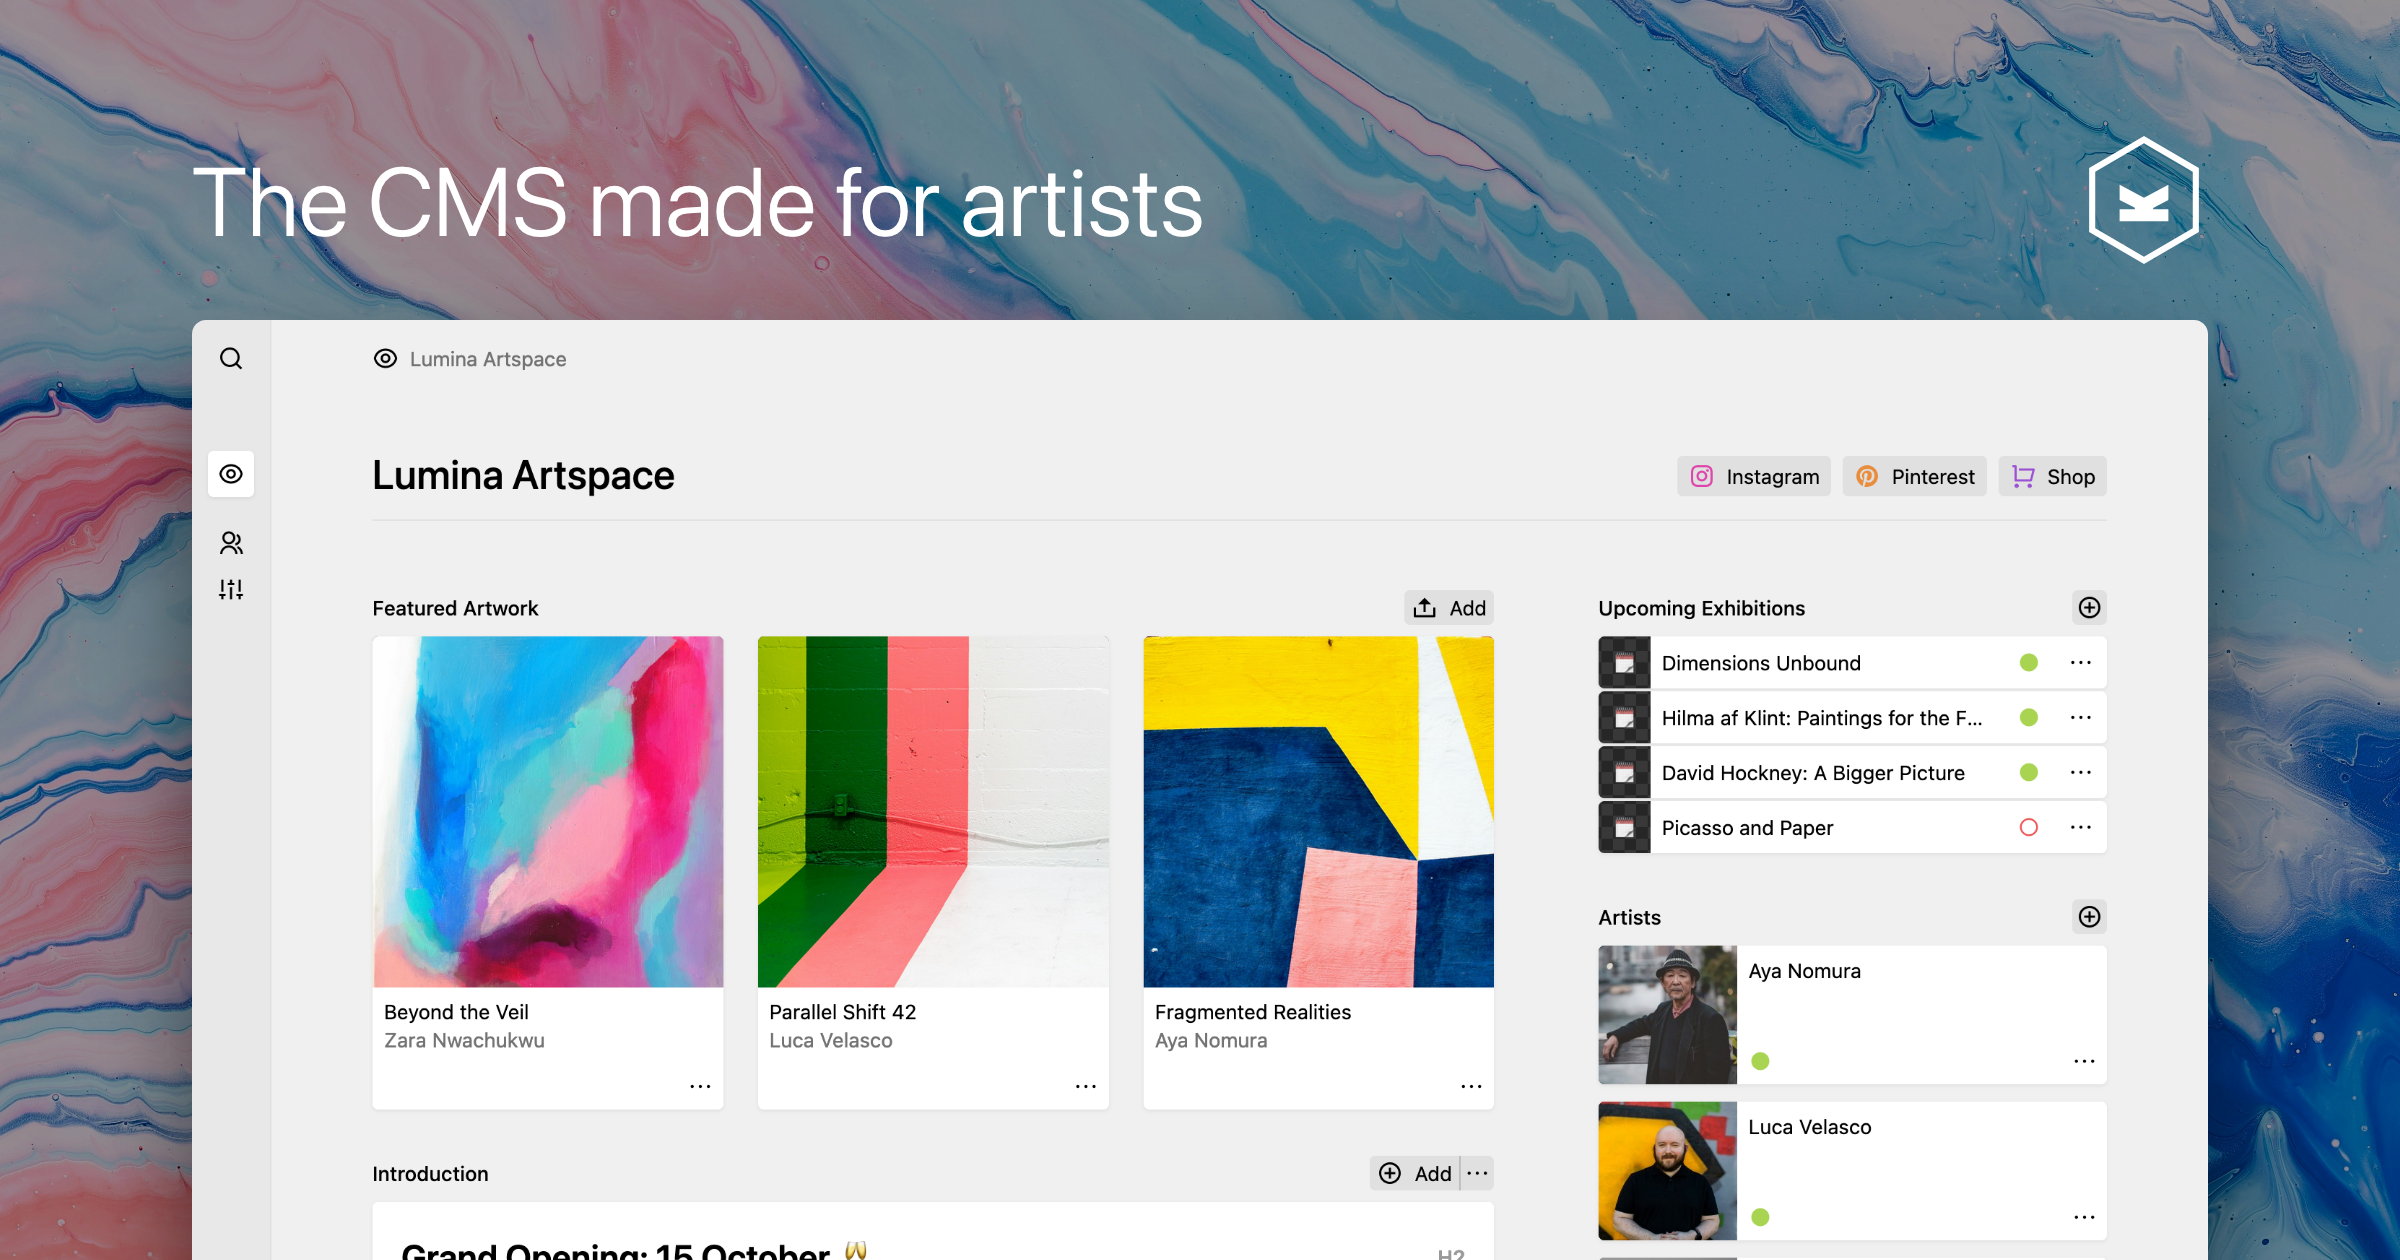 The CMS made for artists
Lumina Artspace
Lumina Artspace
Instagram
Pinterest
Shop
Featured Artwork
Add
Beyond the Veil
Zara Nwachukwu
Parallel Shift 42
Luca Velasco
Fragmented Realities
Aya Nomura
Introduction
Add
Grand Opening: 15 October 🥂
H2
Upcoming Exhibitions
Dimensions Unbound
Hilma af Klint: Paintings for the F...
David Hockney: A Bigger Picture
Picasso and Paper
Artists
Aya Nomura
Luca Velasco